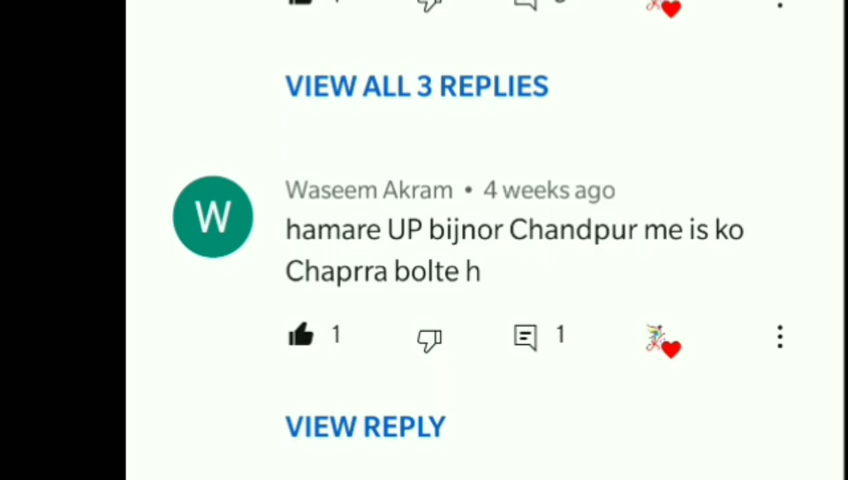 VIEW ALL 3 REPLIES
W
Waseem Akram • 4 weeks ago
hamare UP bijnor Chandpur me is ko
Chaprra bolte h
1 1
VIEW REPLY